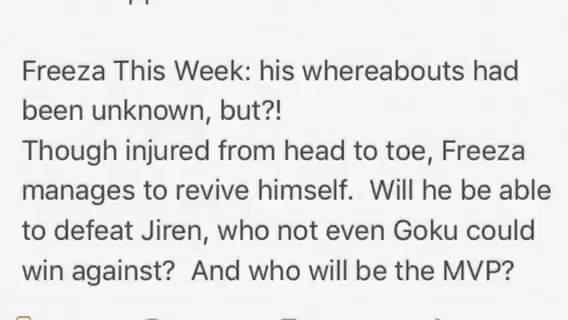 Freeza This Week: his whereabouts had
been unknown, but?!
Though injured from head to toe, Freeza
manages to revive himself.  Will he be able
to defeat Jiren, who not even Goku could
win against?  And who will be the MVP?